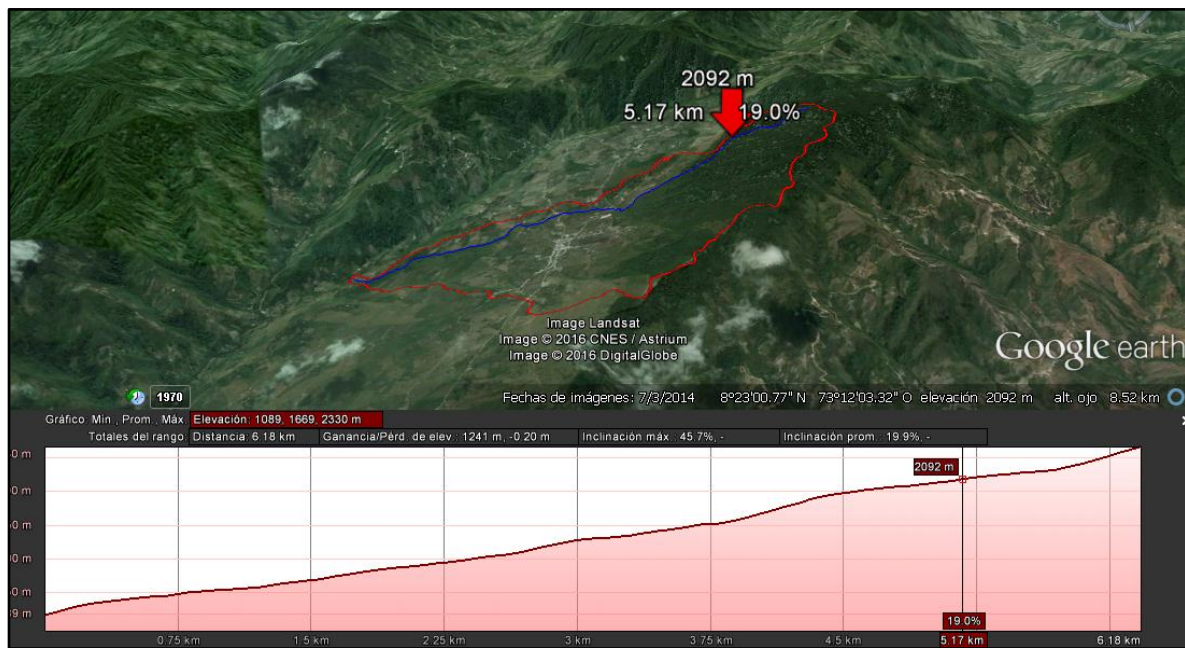 2092 m
5.17 km 19.0%
Image Landsat
Image © 2016 CNES / Astrium
Image © 2016 DigitalGlobe
Google earth
1970
Fechas de imágenes: 7/3/2014 8°23'00.77" N 73°12'03.32" O elevación 2092 m alt. ojo 8.52 km
Gráfico: Mín., Prom., Máx. Elevación: 1089, 1669, 2330 m
Totales del rango: Distancia: 6.18 km Ganancia/Pérd. de elev.: 1241 m, -0.20 m Inclinación máx.: 45.7%, - Inclinación prom.: 19.9%, -
2092 m
19.0%
0.75 km 1.5 km 2.25 km 3 km 3.75 km 4.5 km 5.17 km 6.18 km